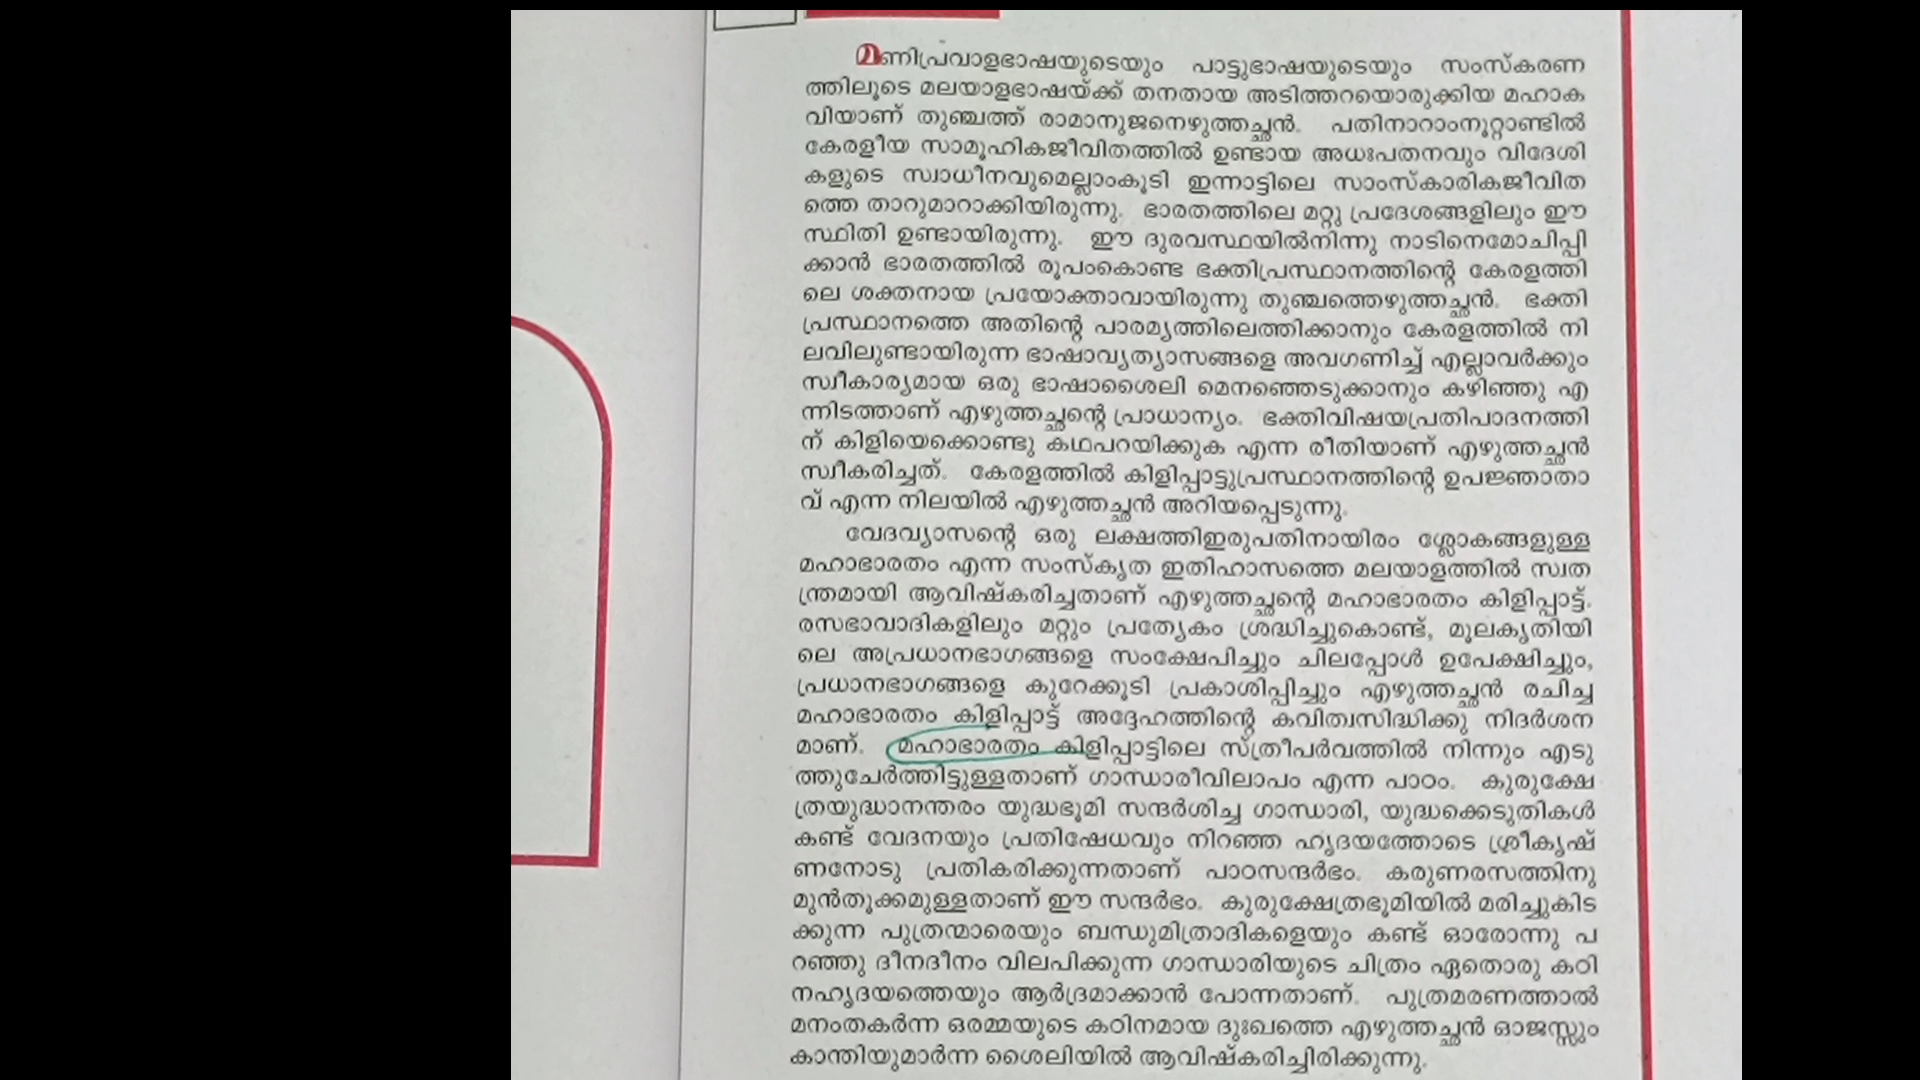 മണിപ്രവാളഭാഷയുടെയും പാട്ടുഭാഷയുടെയും സംസ്കരണ
ത്തിലൂടെ മലയാളഭാഷയ്ക്ക് തനതായ അടിത്തറയൊരുക്കിയ മഹാക
വിയാണ് തുഞ്ചത്ത് രാമാനുജനെഴുത്തച്ഛൻ. പതിനാറാംനൂറ്റാണ്ടിൽ
കേരളീയ സാമൂഹികജീവിതത്തിൽ ഉണ്ടായ അധഃപതനവും വിദേശി
കളുടെ സ്വാധീനവുമെല്ലാംകൂടി ഇന്നാട്ടിലെ സാംസ്കാരികജീവിത
ത്തെ താറുമാറാക്കിയിരുന്നു. ഭാരതത്തിലെ മറ്റു പ്രദേശങ്ങളിലും ഈ
സ്ഥിതി ഉണ്ടായിരുന്നു. ഈ ദുരവസ്ഥയിൽനിന്നു നാടിനെമോചിപ്പി
ക്കാൻ ഭാരതത്തിൽ രൂപംകൊണ്ട ഭക്തിപ്രസ്ഥാനത്തിന്റെ കേരളത്തി
ലെ ശക്തനായ പ്രയോക്താവായിരുന്നു തുഞ്ചത്തെഴുത്തച്ഛൻ. ഭക്തി
പ്രസ്ഥാനത്തെ അതിന്റെ പാരമ്യത്തിലെത്തിക്കാനും കേരളത്തിൽ നി
ലവിലുണ്ടായിരുന്ന ഭാഷാവ്യത്യാസങ്ങളെ അവഗണിച്ച് എല്ലാവർക്കും
സ്വീകാര്യമായ ഒരു ഭാഷാശൈലി മെനഞ്ഞെടുക്കാനും കഴിഞ്ഞു എ
ന്നിടത്താണ് എഴുത്തച്ഛന്റെ പ്രാധാന്യം. ഭക്തിവിഷയപ്രതിപാദനത്തി
ന് കിളിയെക്കൊണ്ടു കഥപറയിക്കുക എന്ന രീതിയാണ് എഴുത്തച്ഛൻ
സ്വീകരിച്ചത്. കേരളത്തിൽ കിളിപ്പാട്ടുപ്രസ്ഥാനത്തിന്റെ ഉപജ്ഞാതാ
വ് എന്ന നിലയിൽ എഴുത്തച്ഛൻ അറിയപ്പെടുന്നു.
വേദവ്യാസന്റെ ഒരു ലക്ഷത്തിഇരുപതിനായിരം ശ്ലോകങ്ങളുള്ള
മഹാഭാരതം എന്ന സംസ്കൃത ഇതിഹാസത്തെ മലയാളത്തിൽ സ്വത
ന്ത്രമായി ആവിഷ്കരിച്ചതാണ് എഴുത്തച്ഛന്റെ മഹാഭാരതം കിളിപ്പാട്ട്.
രസഭാവാദികളിലും മറ്റും പ്രത്യേകം ശ്രദ്ധിച്ചുകൊണ്ട്, മൂലകൃതിയി
ലെ അപ്രധാനഭാഗങ്ങളെ സംക്ഷേപിച്ചും ചിലപ്പോൾ ഉപേക്ഷിച്ചും,
പ്രധാനഭാഗങ്ങളെ കുറേക്കൂടി പ്രകാശിപ്പിച്ചും എഴുത്തച്ഛൻ രചിച്ച
മഹാഭാരതം കിളിപ്പാട്ട് അദ്ദേഹത്തിന്റെ കവിത്വസിദ്ധിക്കു നിദർശന
മാണ്. മഹാഭാരതം കിളിപ്പാട്ടിലെ സ്ത്രീപർവത്തിൽ നിന്നും എടു
ത്തുചേർത്തിട്ടുള്ളതാണ് ഗാന്ധാരീവിലാപം എന്ന പാഠം. കുരുക്ഷേ
ത്രയുദ്ധാനന്തരം യുദ്ധഭൂമി സന്ദർശിച്ച ഗാന്ധാരി, യുദ്ധക്കെടുതികൾ
കണ്ട് വേദനയും പ്രതിഷേധവും നിറഞ്ഞ ഹൃദയത്തോടെ ശ്രീകൃഷ്
ണനോടു പ്രതികരിക്കുന്നതാണ് പാഠസന്ദർഭം. കരുണരസത്തിനു
മുൻതൂക്കമുള്ളതാണ് ഈ സന്ദർഭം. കുരുക്ഷേത്രഭൂമിയിൽ മരിച്ചുകിട
ക്കുന്ന പുത്രന്മാരെയും ബന്ധുമിത്രാദികളെയും കണ്ട് ഓരോന്നു പ
റഞ്ഞു ദീനദീനം വിലപിക്കുന്ന ഗാന്ധാരിയുടെ ചിത്രം ഏതൊരു കഠി
നഹൃദയത്തെയും ആർദ്രമാക്കാൻ പോന്നതാണ്. പുത്രമരണത്താൽ
മനംതകർന്ന ഒരമ്മയുടെ കഠിനമായ ദുഃഖത്തെ എഴുത്തച്ഛൻ ഓജസ്സും
കാന്തിയുമാർന്ന ശൈലിയിൽ ആവിഷ്കരിച്ചിരിക്കുന്നു.